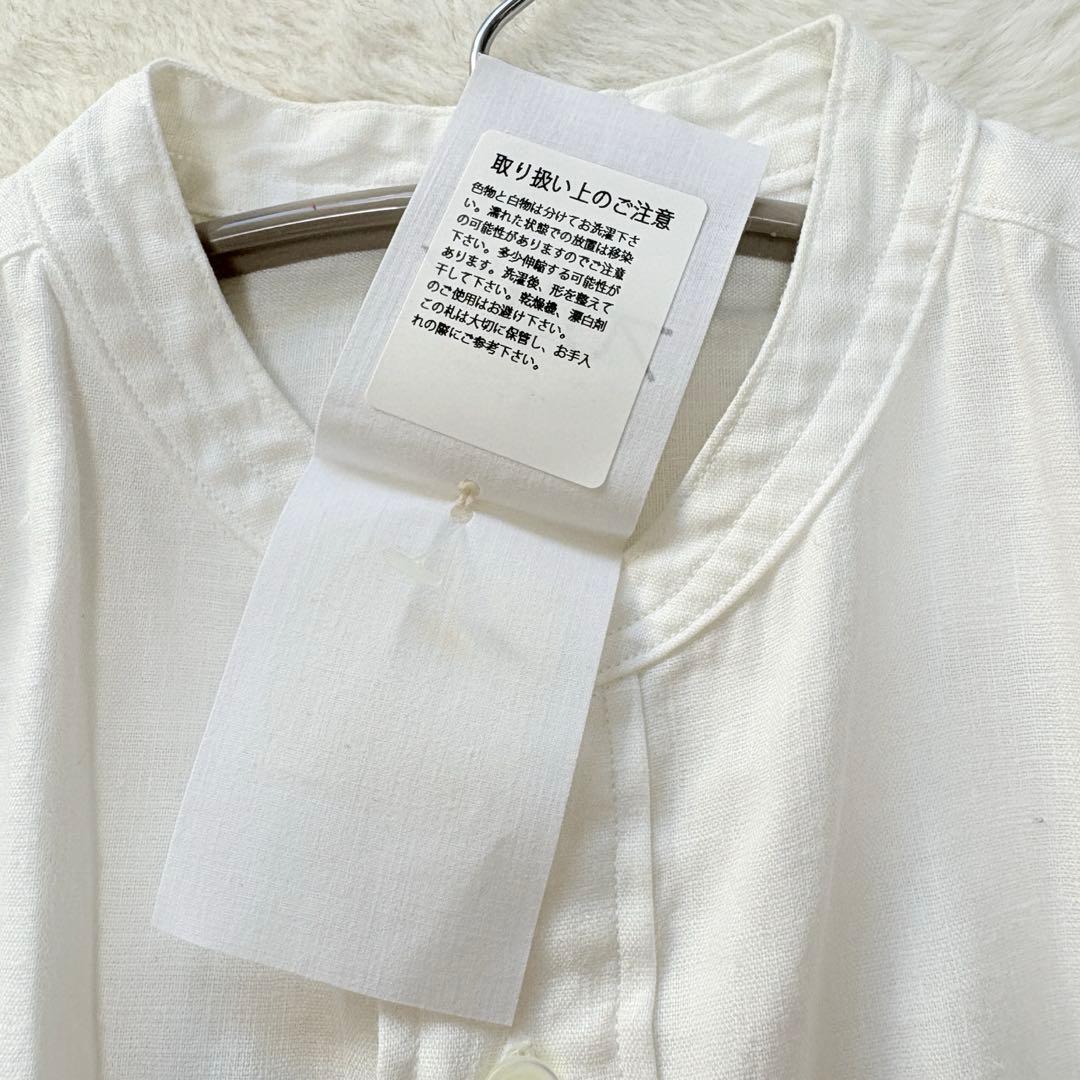 取り扱い上のご注意
色物と白物は分けてお洗濯下さ
い。濡れた状態での放置は移染
の可能性がありますのでご注意
下さい。多少伸縮する可能性が
あります。洗濯後、形を整えて
干して下さい。乾燥機、漂白剤
のご使用はお避け下さい。
この札は大切に保管し、お手入
れの際にご参考下さい。